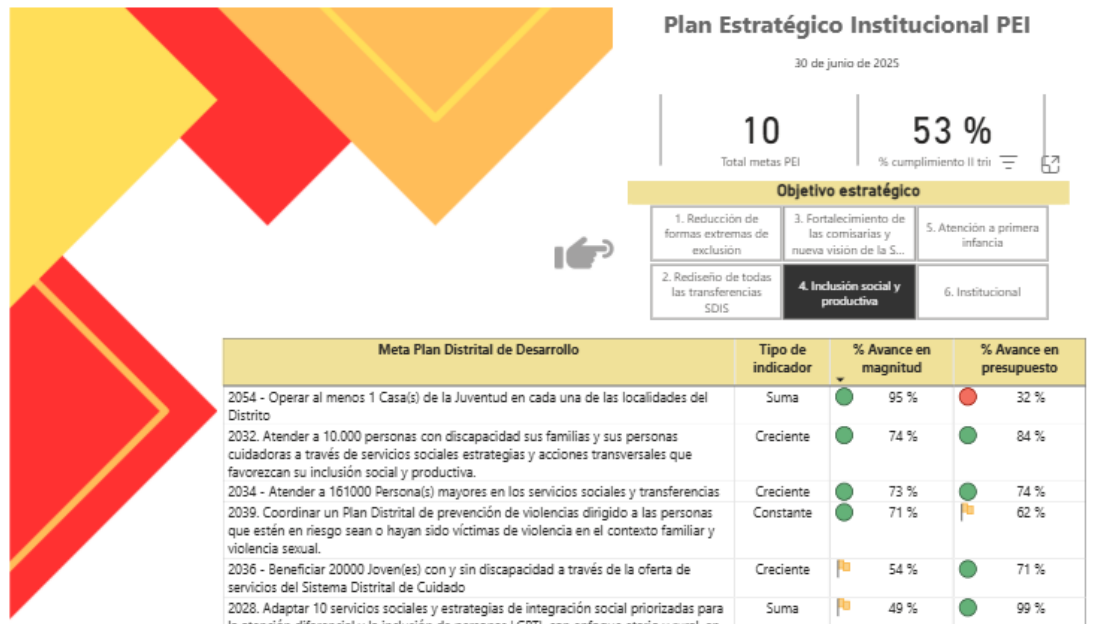 Plan Estratégico Institucional PEI
30 de junio de 2025
10
Total metas PEI
53 %
% cumplimiento II tri
Objetivo estratégico
1. Reducción de
formas extremas de
exclusión
3. Fortalecimiento de
las comisarias y
nueva visión de la S...
5. Atención a primera
infancia
2. Rediseño de todas
las transferencias
SDIS
4. Inclusión social y
productiva
6. Institucional
Meta Plan Distrital de Desarrollo
Tipo de
indicador
% Avance en
magnitud
% Avance en
presupuesto
2054 - Operar al menos 1 Casa(s) de la Juventud en cada una de las localidades del
Distrito
Suma
95 %
32 %
2032. Atender a 10.000 personas con discapacidad sus familias y sus personas
cuidadoras a través de servicios sociales estrategias y acciones transversales que
favorezcan su inclusión social y productiva.
Creciente
74 %
84 %
2034 - Atender a 161000 Persona(s) mayores en los servicios sociales y transferencias
Creciente
73 %
74 %
2039. Coordinar un Plan Distrital de prevención de violencias dirigido a las personas
que estén en riesgo sean o hayan sido víctimas de violencia en el contexto familiar y
violencia sexual.
Constante
71 %
62 %
2036 - Beneficiar 20000 Joven(es) con y sin discapacidad a través de la oferta de
servicios del Sistema Distrital de Cuidado
Creciente
54 %
71 %
2028. Adaptar 10 servicios sociales y estrategias de integración social priorizadas para
Suma
49 %
99 %